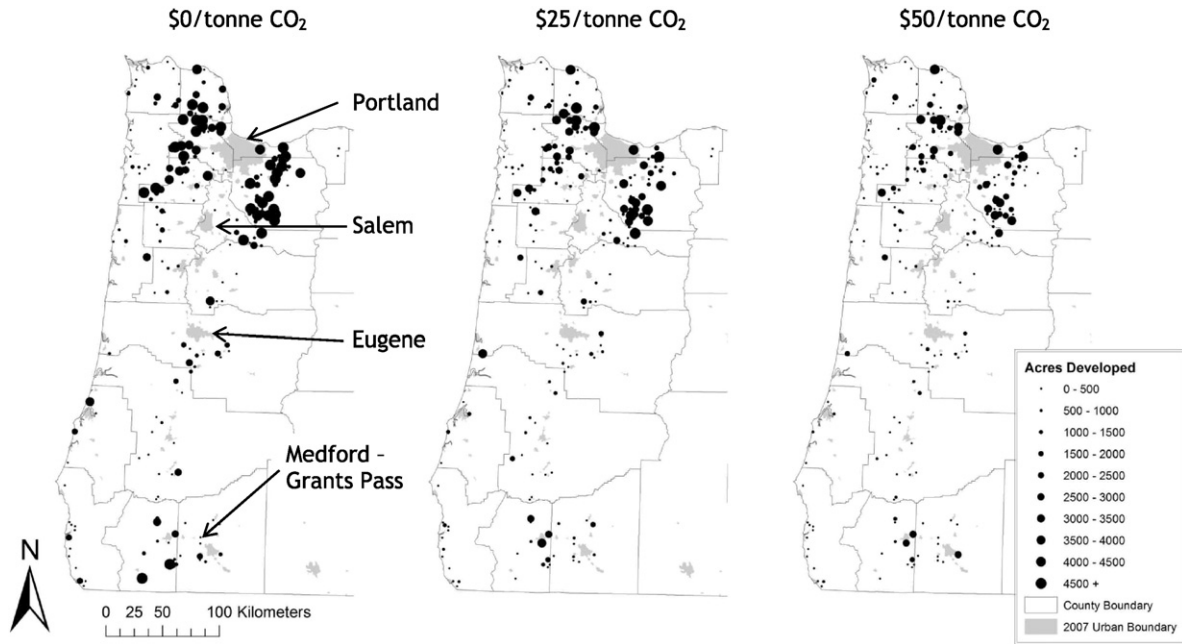 $0/tonne CO₂
$25/tonne CO₂
$50/tonne CO₂
Portland
Salem
Eugene
Medford –
Grants Pass
N
0 25 50 100 Kilometers
Acres Developed
0 - 500
500 - 1000
1000 - 1500
1500 - 2000
2000 - 2500
2500 - 3000
3000 - 3500
3500 - 4000
4000 - 4500
4500 +
County Boundary
2007 Urban Boundary